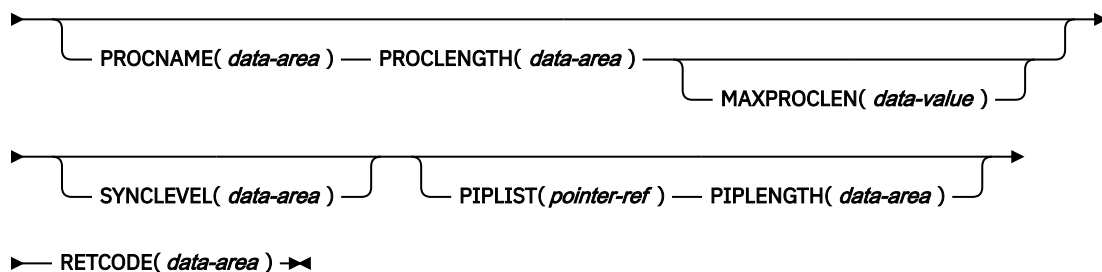 PROCNAME( data-area ) PROCLENGTH( data-area )
MAXPROCLEN( data-value )
SYNCLEVEL( data-area ) PIPLIST( pointer-ref ) PIPLENGTH( data-area )
RETCODE( data-area )